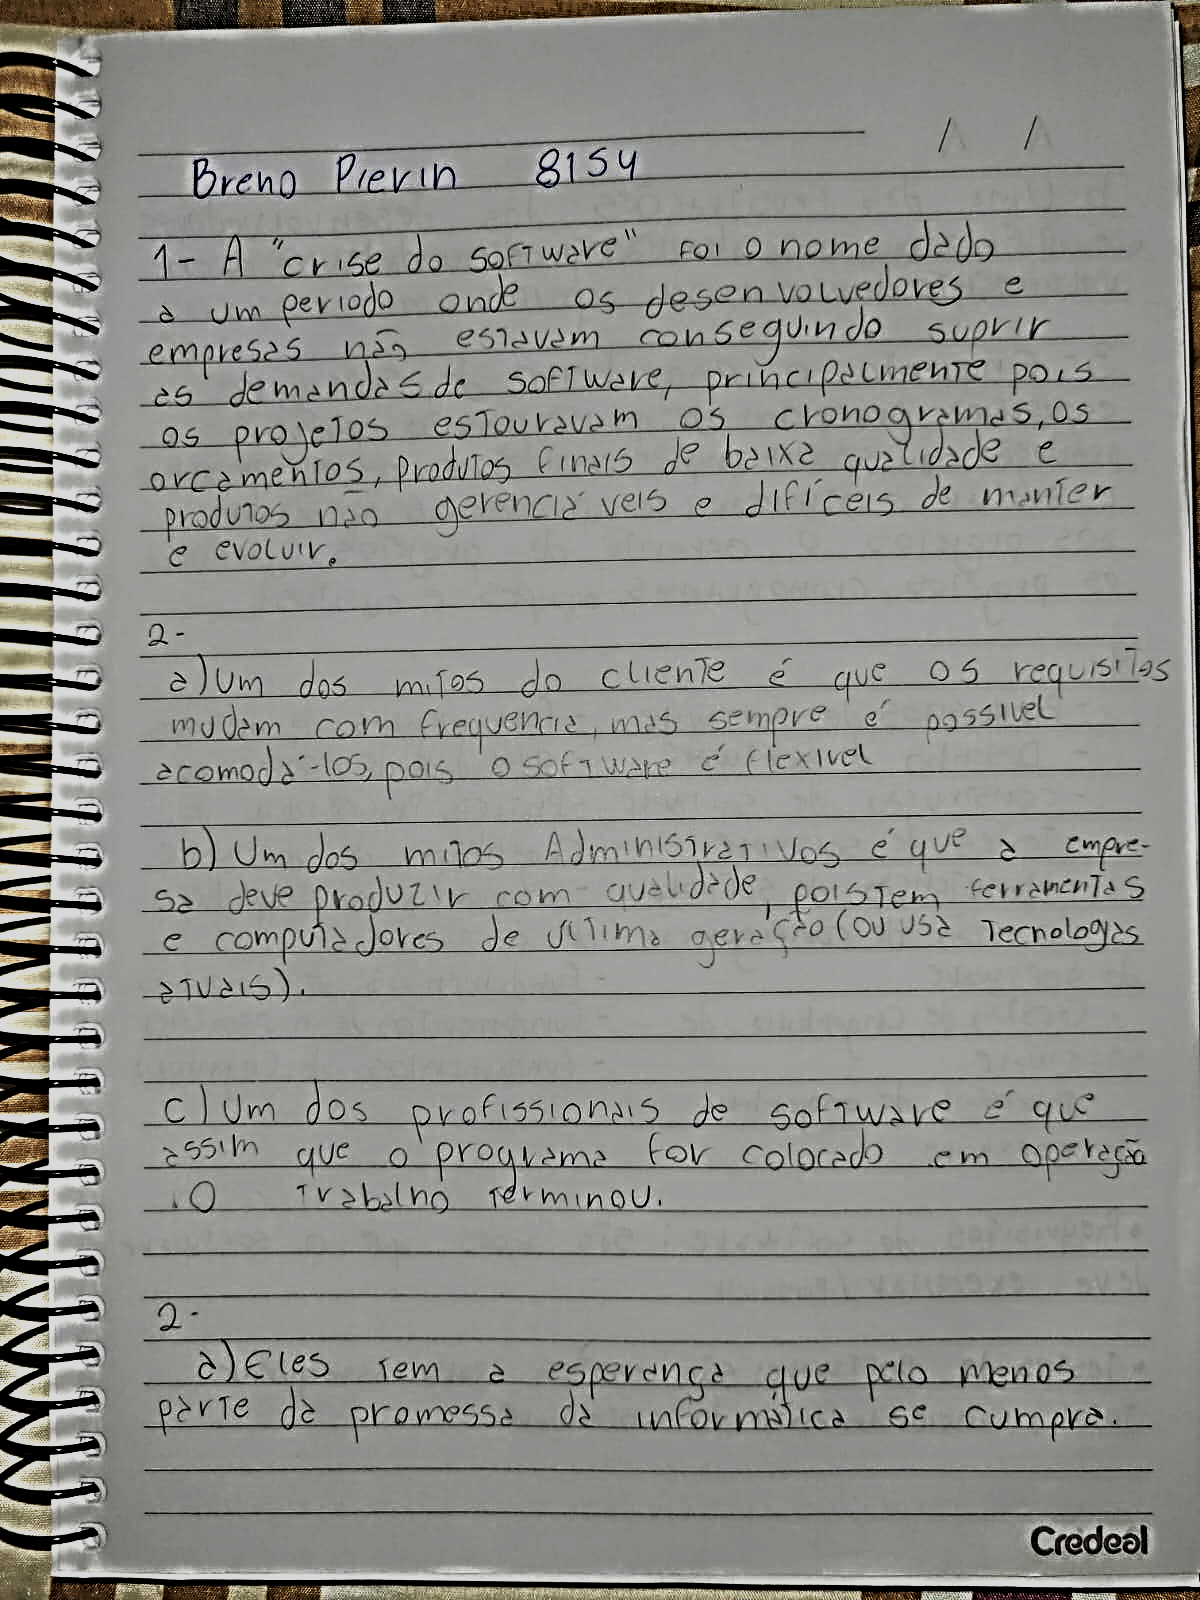 Breno Pierin 8154
1- A "crise do software" foi o nome dado
a um periodo onde os desenvolvedores e
empresas não estavam conseguindo suprir
as demandas de software, principalmente pois
os projetos estouravam os cronogramas, os
orcamentos, produtos finais de baixa qualidade e
produtos não gerenciáveis e difíceis de manter
e evoluir.
2-
a) Um dos mitos do cliente é que os requisitos
mudam com frequencia, mas sempre é possivel
acomodá-los, pois o software é flexivel
b) Um dos mitos Administrativos é que a empre-
sa deve produzir com qualidade, pois tem ferramentas
e computadores de ultima geração (ou usa tecnologias
atuais).
c) Um dos profissionais de software é que
assim que o programa for colocado em operação
, o trabalho terminou.
2-
a) Eles tem a esperança que pelo menos
parte da promessa da informática se cumpra.
Credeal